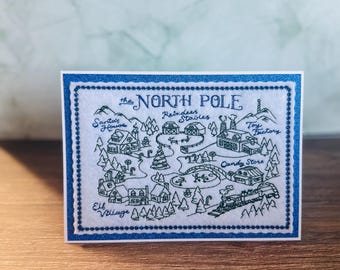 the NORTH POLE
Reindeer
Stables
Santa's
House
Toy
Factory
Candy Store
Elf
Village